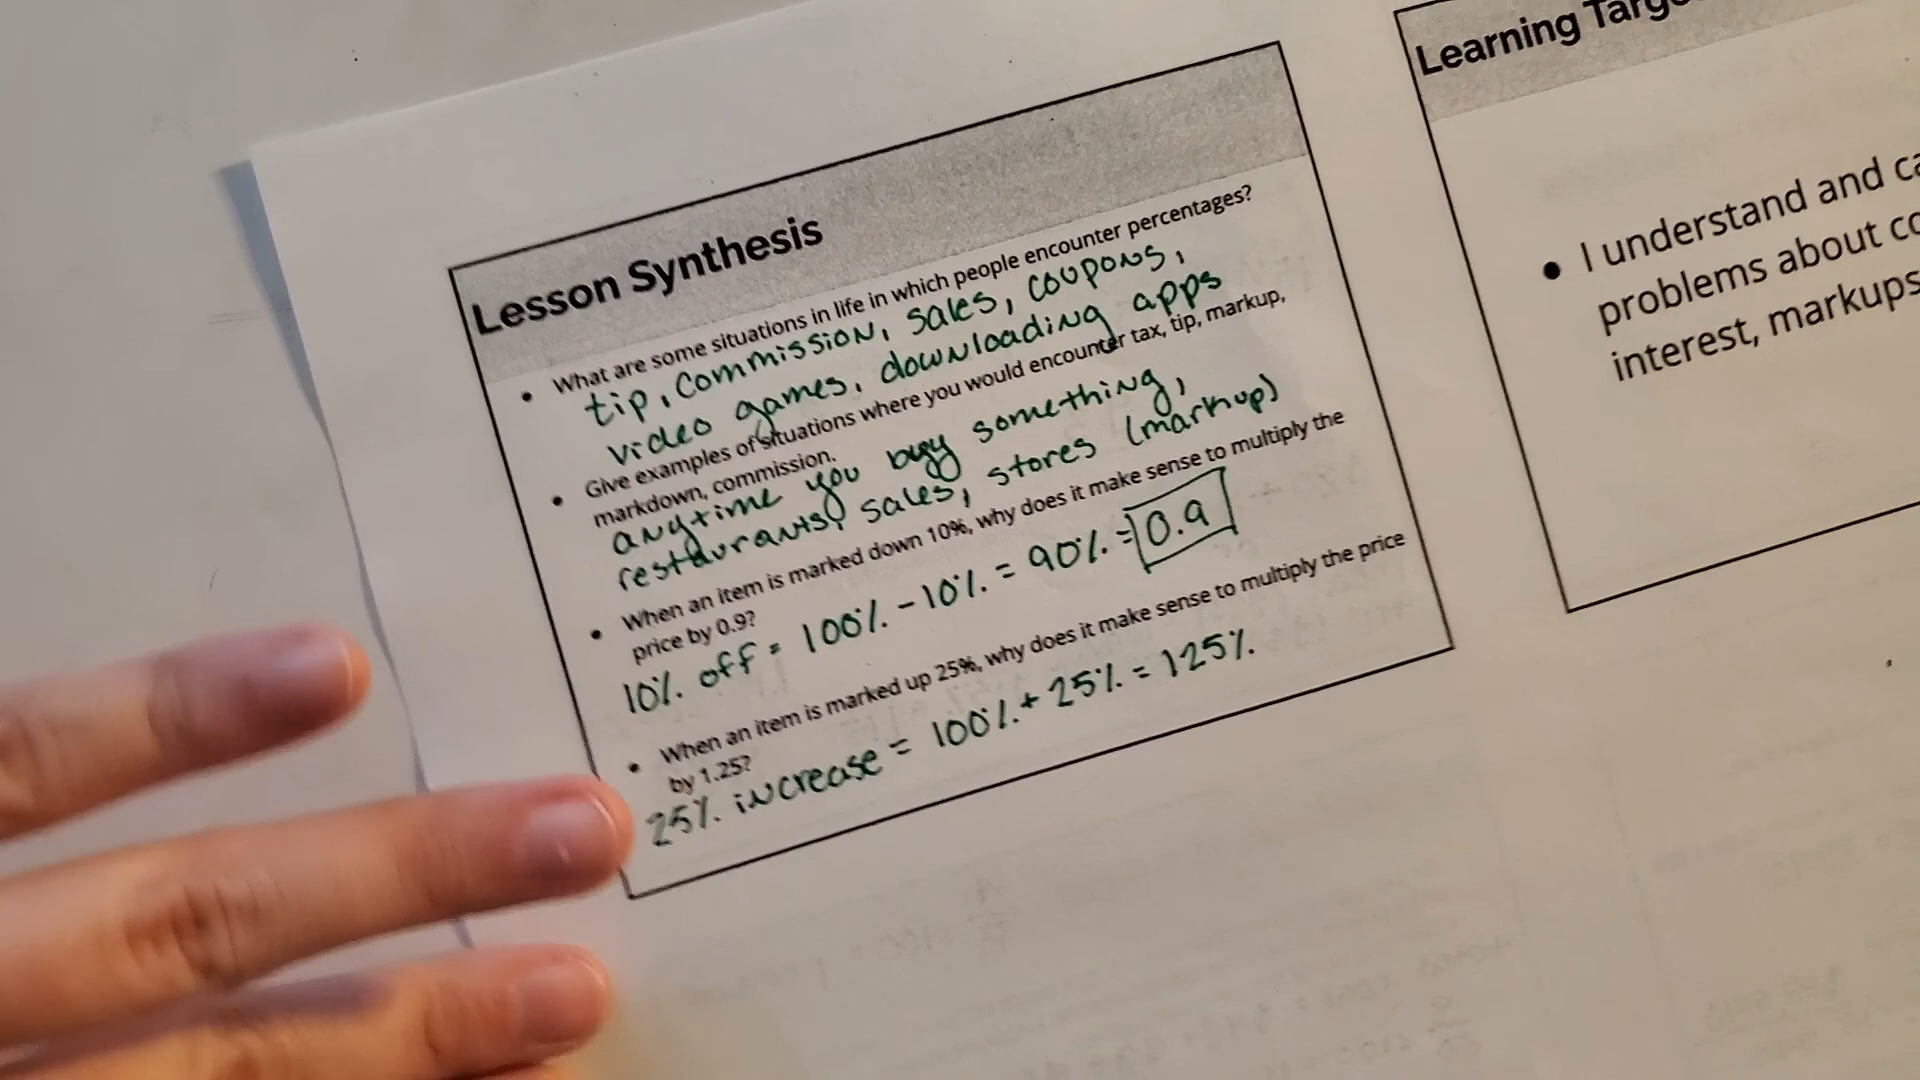 Lesson Synthesis
• What are some situations in life in which people encounter percentages?
tip, commission, sales, coupons,
video games, downloading apps
• Give examples of situations where you would encounter tax, tip, markup,
markdown, commission.
anytime you buy something,
restaurants, sales, stores (markup)
• When an item is marked down 10%, why does it make sense to multiply the
price by 0.9?
10% off = 100% - 10% = 90% = 0.9
• When an item is marked up 25%, why does it make sense to multiply the price
by 1.25?
25% increase = 100% + 25% = 125%
Learning
• I understand and
problems about
interest, markups